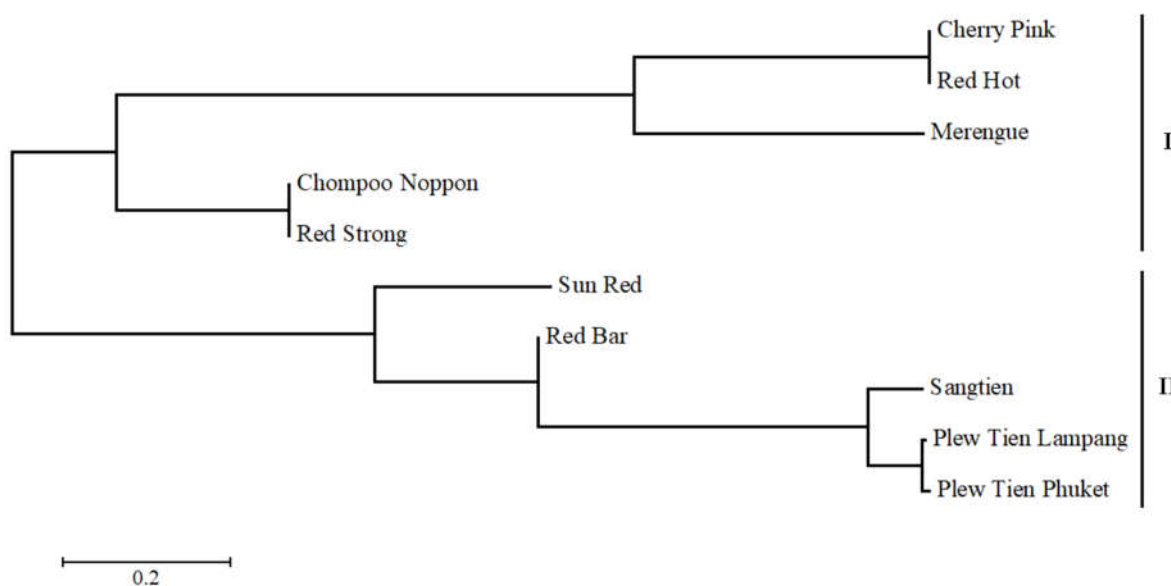 Cherry Pink
Red Hot
Merengue
I
Chompoo Noppon
Red Strong
Sun Red
Red Bar
Sangtien
II
Plew Tien Lampang
Plew Tien Phuket
0.2